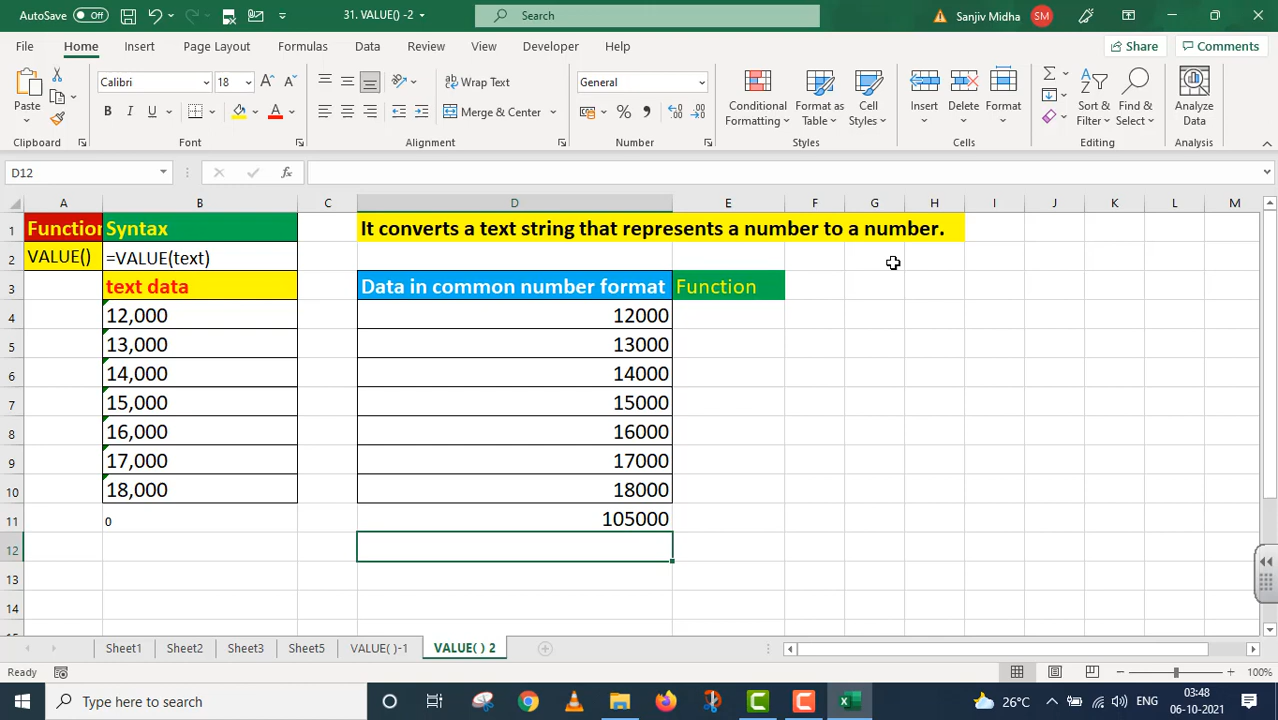 AutoSave Off
31. VALUE() -2
Search
Sanjiv Midha SM
File Home Insert Page Layout Formulas Data Review View Developer Help
Share Comments
Paste
Calibri 18
B I U
Wrap Text
Merge & Center
General
Conditional Formatting
Format as Table
Cell Styles
Insert Delete Format
Sort & Filter
Find & Select
Analyze Data
Clipboard Font Alignment Number Styles Cells Editing Analysis
D12 fx
A B C D E F G H I J K L M
1 Function Syntax It converts a text string that represents a number to a number.
2 VALUE() =VALUE(text)
3 text data Data in common number format Function
4 12,000 12000
5 13,000 13000
6 14,000 14000
7 15,000 15000
8 16,000 16000
9 17,000 17000
10 18,000 18000
11 0 105000
12
13
14
15
Sheet1 Sheet2 Sheet3 Sheet5 VALUE( )-1 VALUE( ) 2
Ready 100%
Type here to search
26°C ENG 03:48
06-10-2021